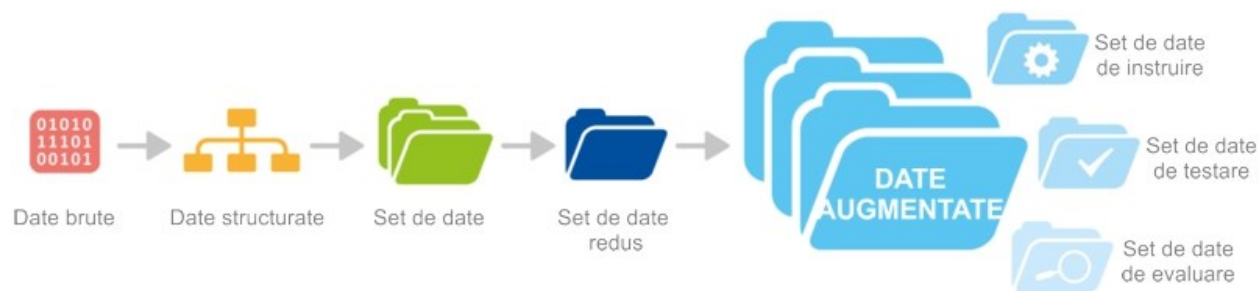 01010
11101
00101
Date brute
Date structurate
Set de date
Set de date
redus
DATE
AUGMENTATE
Set de date
de instruire
Set de date
de testare
Set de date
de evaluare